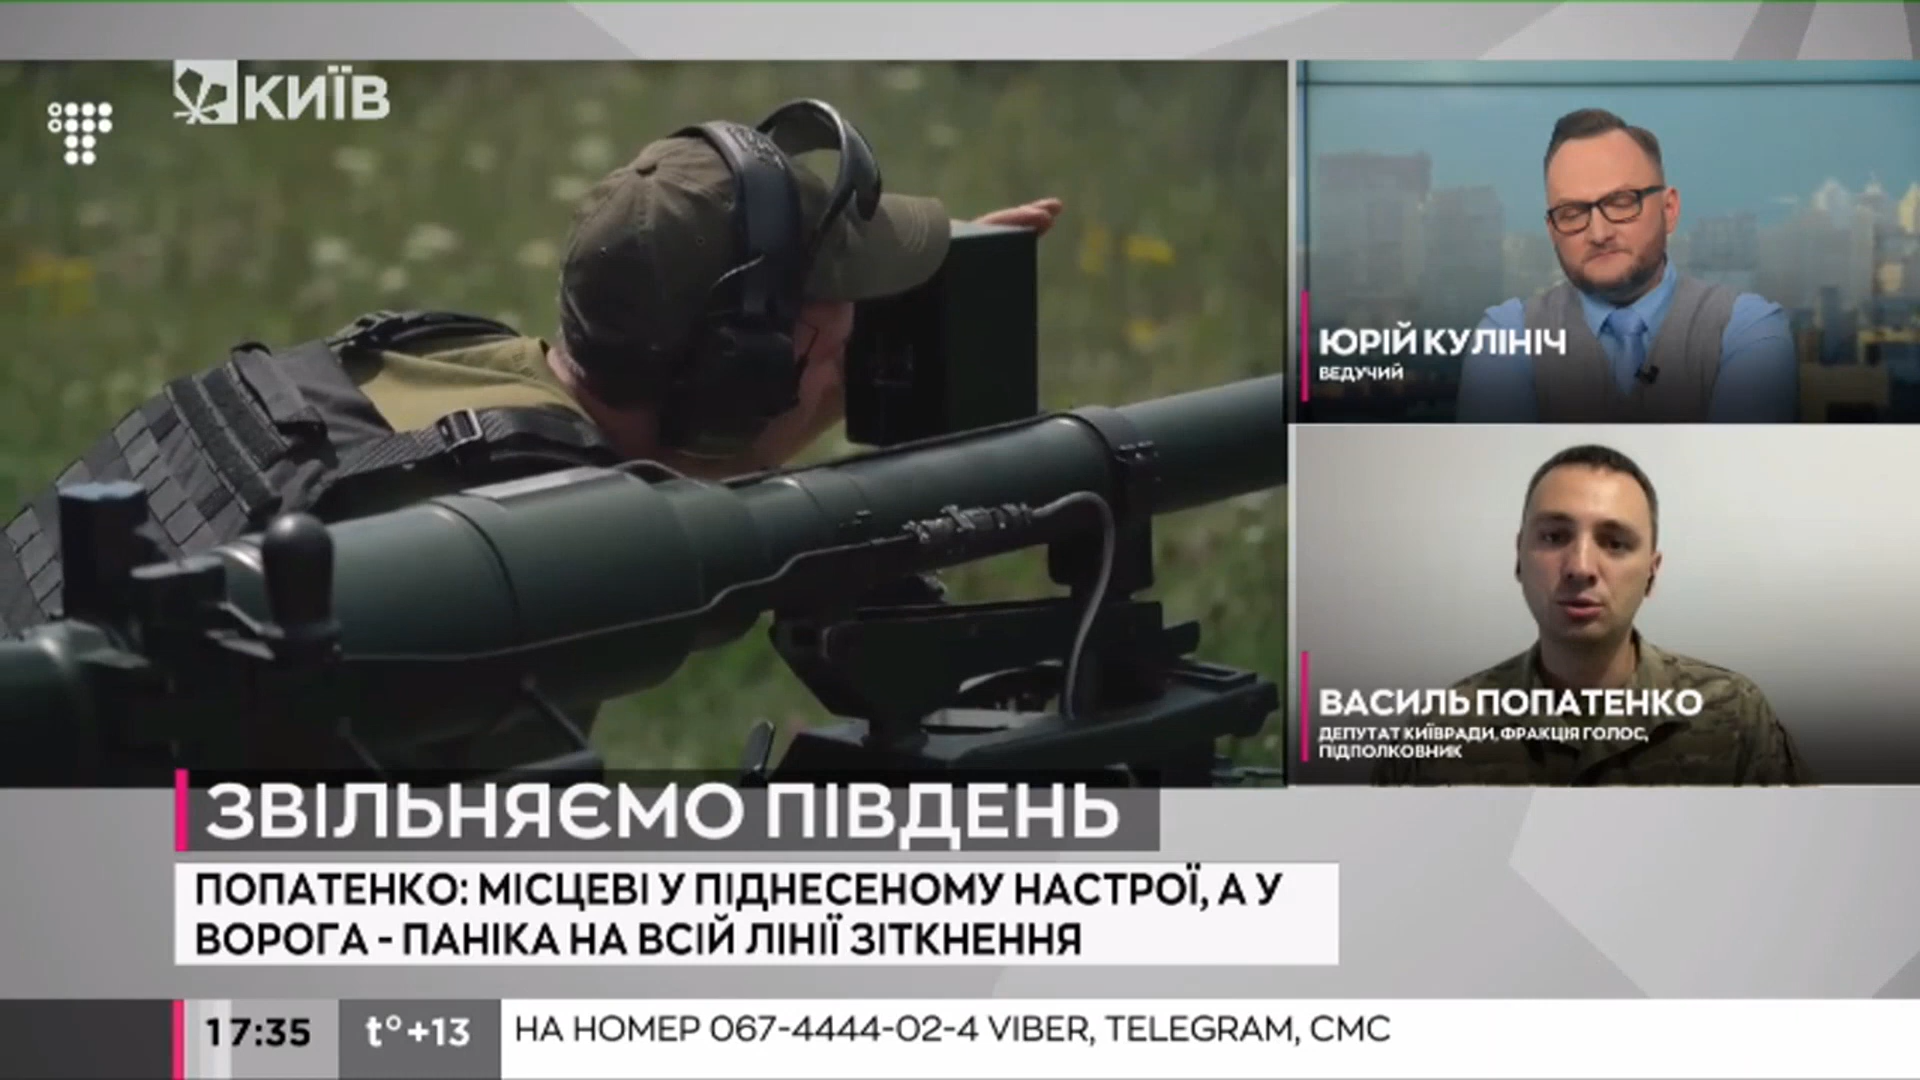 КИЇВ
ЮРІЙ КУЛІНІЧ
ВЕДУЧИЙ
ВАСИЛЬ ПОПАТЕНКО
ДЕПУТАТ КИЇВРАДИ, ФРАКЦІЯ ГОЛОС,
ПІДПОЛКОВНИК
ЗВІЛЬНЯЄМО ПІВДЕНЬ
ПОПАТЕНКО: МІСЦЕВІ У ПІДНЕСЕНОМУ НАСТРОЇ, А У
ВОРОГА - ПАНІКА НА ВСІЙ ЛІНІЇ ЗІТКНЕННЯ
17:35 t°+13 НА НОМЕР 067-4444-02-4 VIBER, TELEGRAM, СМС